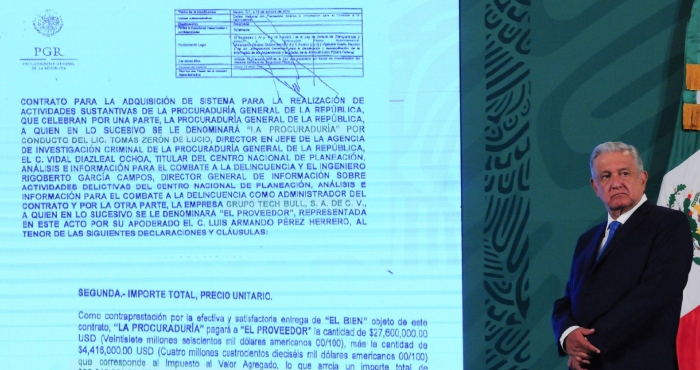 PGR
CONTRATO PARA LA ADQUISICIÓN DE SISTEMA PARA LA REALIZACIÓN DE
ACTIVIDADES SUSTANTIVAS DE LA PROCURADURÍA GENERAL DE LA REPÚBLICA,
QUE CELEBRAN POR UNA PARTE, LA PROCURADURÍA GENERAL DE LA REPÚBLICA,
A QUIEN EN LO SUCESIVO SE LE DENOMINARÁ "LA PROCURADURÍA" POR
CONDUCTO DEL LIC. TOMÁS ZERÓN DE LUCIO, DIRECTOR EN JEFE DE LA AGENCIA
DE INVESTIGACIÓN CRIMINAL DE LA PROCURADURÍA GENERAL DE LA REPÚBLICA,
EL C. VIDAL DIAZLEAL OCHOA, TITULAR DEL CENTRO NACIONAL DE PLANEACIÓN,
ANÁLISIS E INFORMACIÓN PARA EL COMBATE A LA DELINCUENCIA Y EL INGENIERO
RIGOBERTO GARCÍA CAMPOS, DIRECTOR GENERAL DE INFORMACIÓN SOBRE
ACTIVIDADES DELICTIVAS DEL CENTRO NACIONAL DE PLANEACIÓN, ANÁLISIS E
INFORMACIÓN PARA EL COMBATE A LA DELINCUENCIA COMO ADMINISTRADOR DEL
CONTRATO Y POR LA OTRA PARTE, LA EMPRESA GRUPO TECH BULL, S. A. DE C. V.,
A QUIEN EN LO SUCESIVO SE LE DENOMINARÁ "EL PROVEEDOR", REPRESENTADA
EN ESTE ACTO POR SU APODERADO EL C. LUIS ARMANDO PÉREZ HERRERO, AL
TENOR DE LAS SIGUIENTES DECLARACIONES Y CLÁUSULAS:
SEGUNDA.- IMPORTE TOTAL, PRECIO UNITARIO.
Como contraprestación por la efectiva y satisfactoria entrega de "EL BIEN" objeto de este
contrato, "LA PROCURADURÍA" pagará a "EL PROVEEDOR" la cantidad de $27,600,000.00
USD (Veintisiete millones seiscientos mil dólares americanos 00/100), más la cantidad de
$4,416,000.00 USD (Cuatro millones cuatrocientos dieciséis mil dólares americanos 00/100)
que corresponde al Impuesto al Valor Agregado, lo que arroja un importe total de